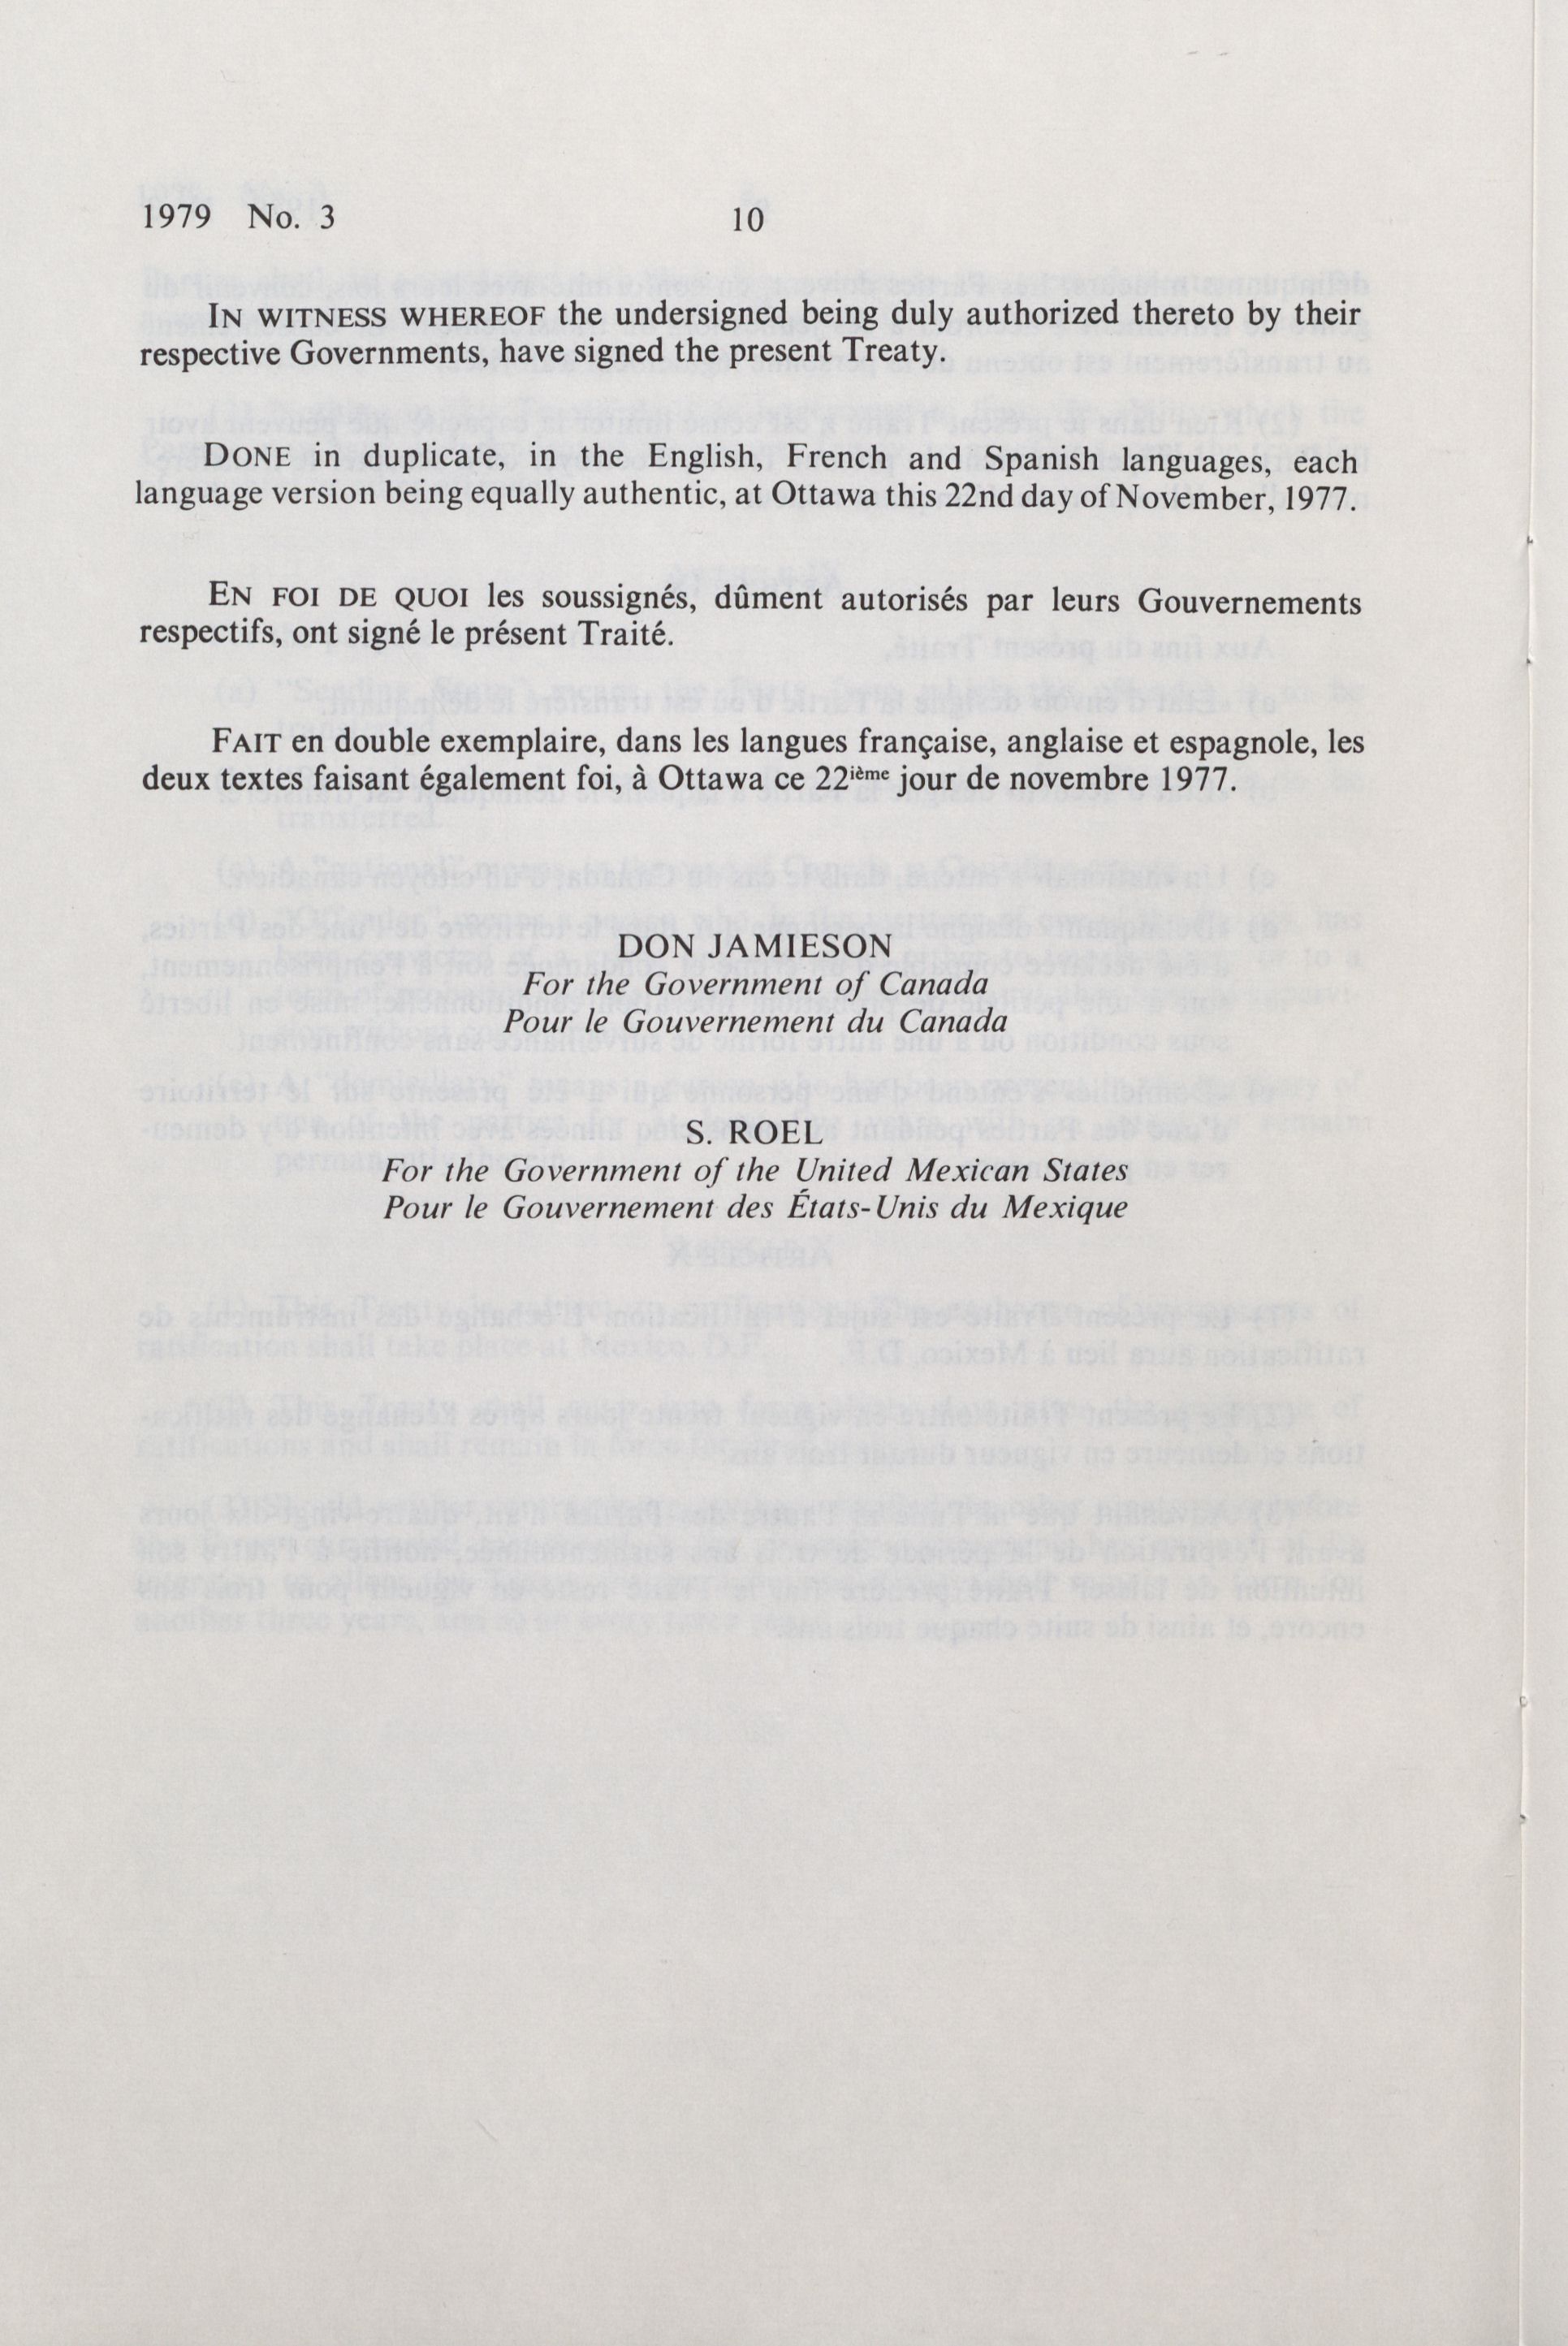 1979 No. 3
10
IN WITNESS WHEREOF the undersigned being duly authorized thereto by their
respective Governments, have signed the present Treaty.
DONE in duplicate, in the English, French and Spanish languages, each
language version being equally authentic, at Ottawa this 22nd day of November, 1977.
EN FOI DE QUOI les soussignés, dûment autorisés par leurs Gouvernements
respectifs, ont signé le présent Traité.
FAIT en double exemplaire, dans les langues française, anglaise et espagnole, les
deux textes faisant également foi, à Ottawa ce 22ième jour de novembre 1977.
DON JAMIESON
For the Government of Canada
Pour le Gouvernement du Canada
S. ROEL
For the Government of the United Mexican States
Pour le Gouvernement des États-Unis du Mexique